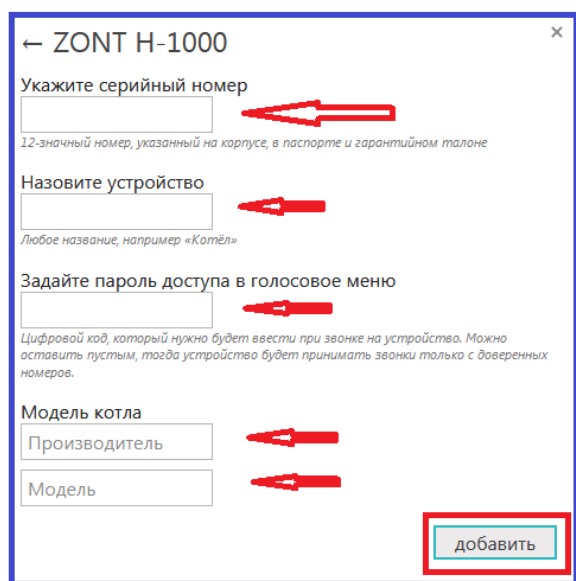 ← ZONT H-1000
×
Укажите серийный номер
12-значный номер, указанный на корпусе, в паспорте и гарантийном талоне
Назовите устройство
Любое название, например «Котёл»
Задайте пароль доступа в голосовое меню
Цифровой код, который нужно будет ввести при звонке на устройство. Можно
оставить пустым, тогда устройство будет принимать звонки только с доверенных
номеров.
Модель котла
Производитель
Модель
добавить